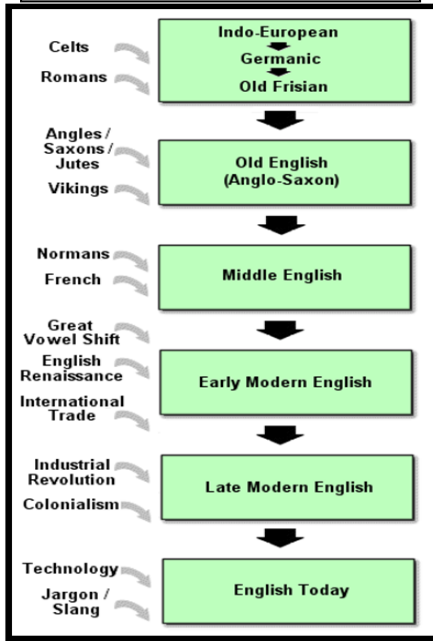 Indo-European
Celts
Germanic
Romans
Old Frisian
Angles /
Saxons /
Jutes
Vikings
Old English
(Anglo-Saxon)
Normans
French
Middle English
Great
Vowel Shift
English
Renaissance
International
Trade
Early Modern English
Industrial
Revolution
Colonialism
Late Modern English
Technology
Jargon /
Slang
English Today